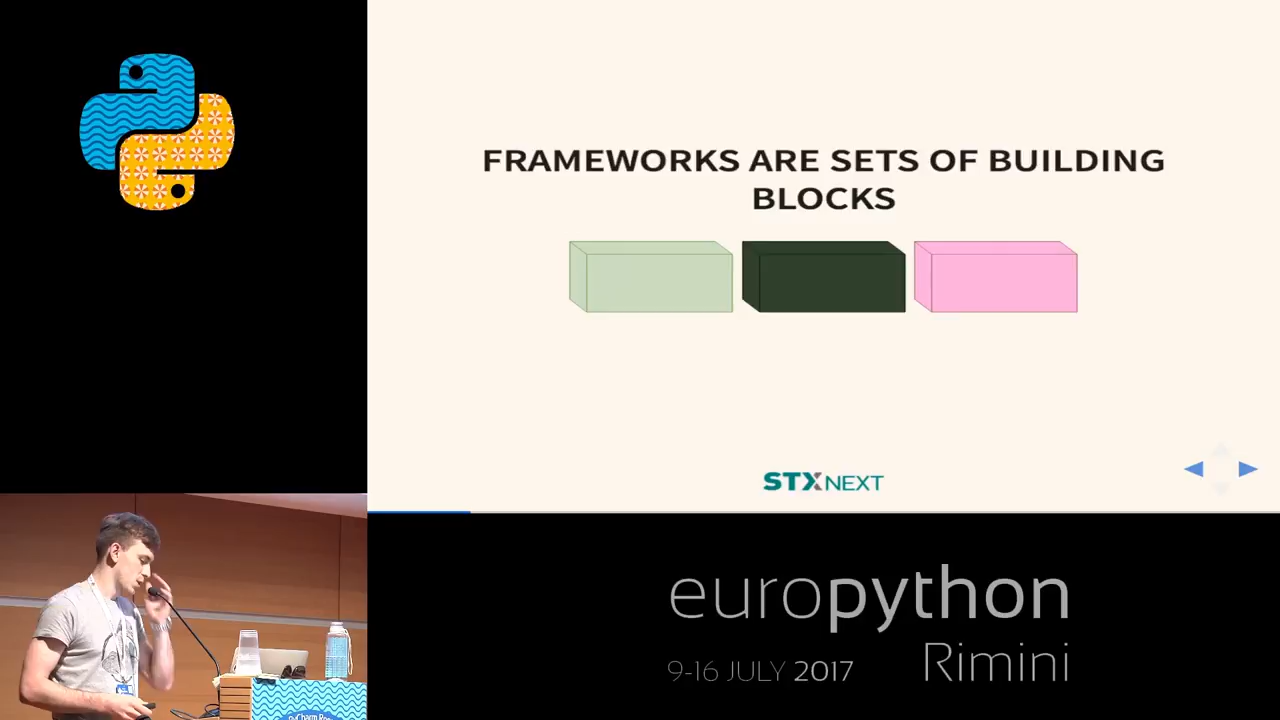 FRAMEWORKS ARE SETS OF BUILDING
BLOCKS
STXNEXT
europython
Rimini
9-16 JULY 2017